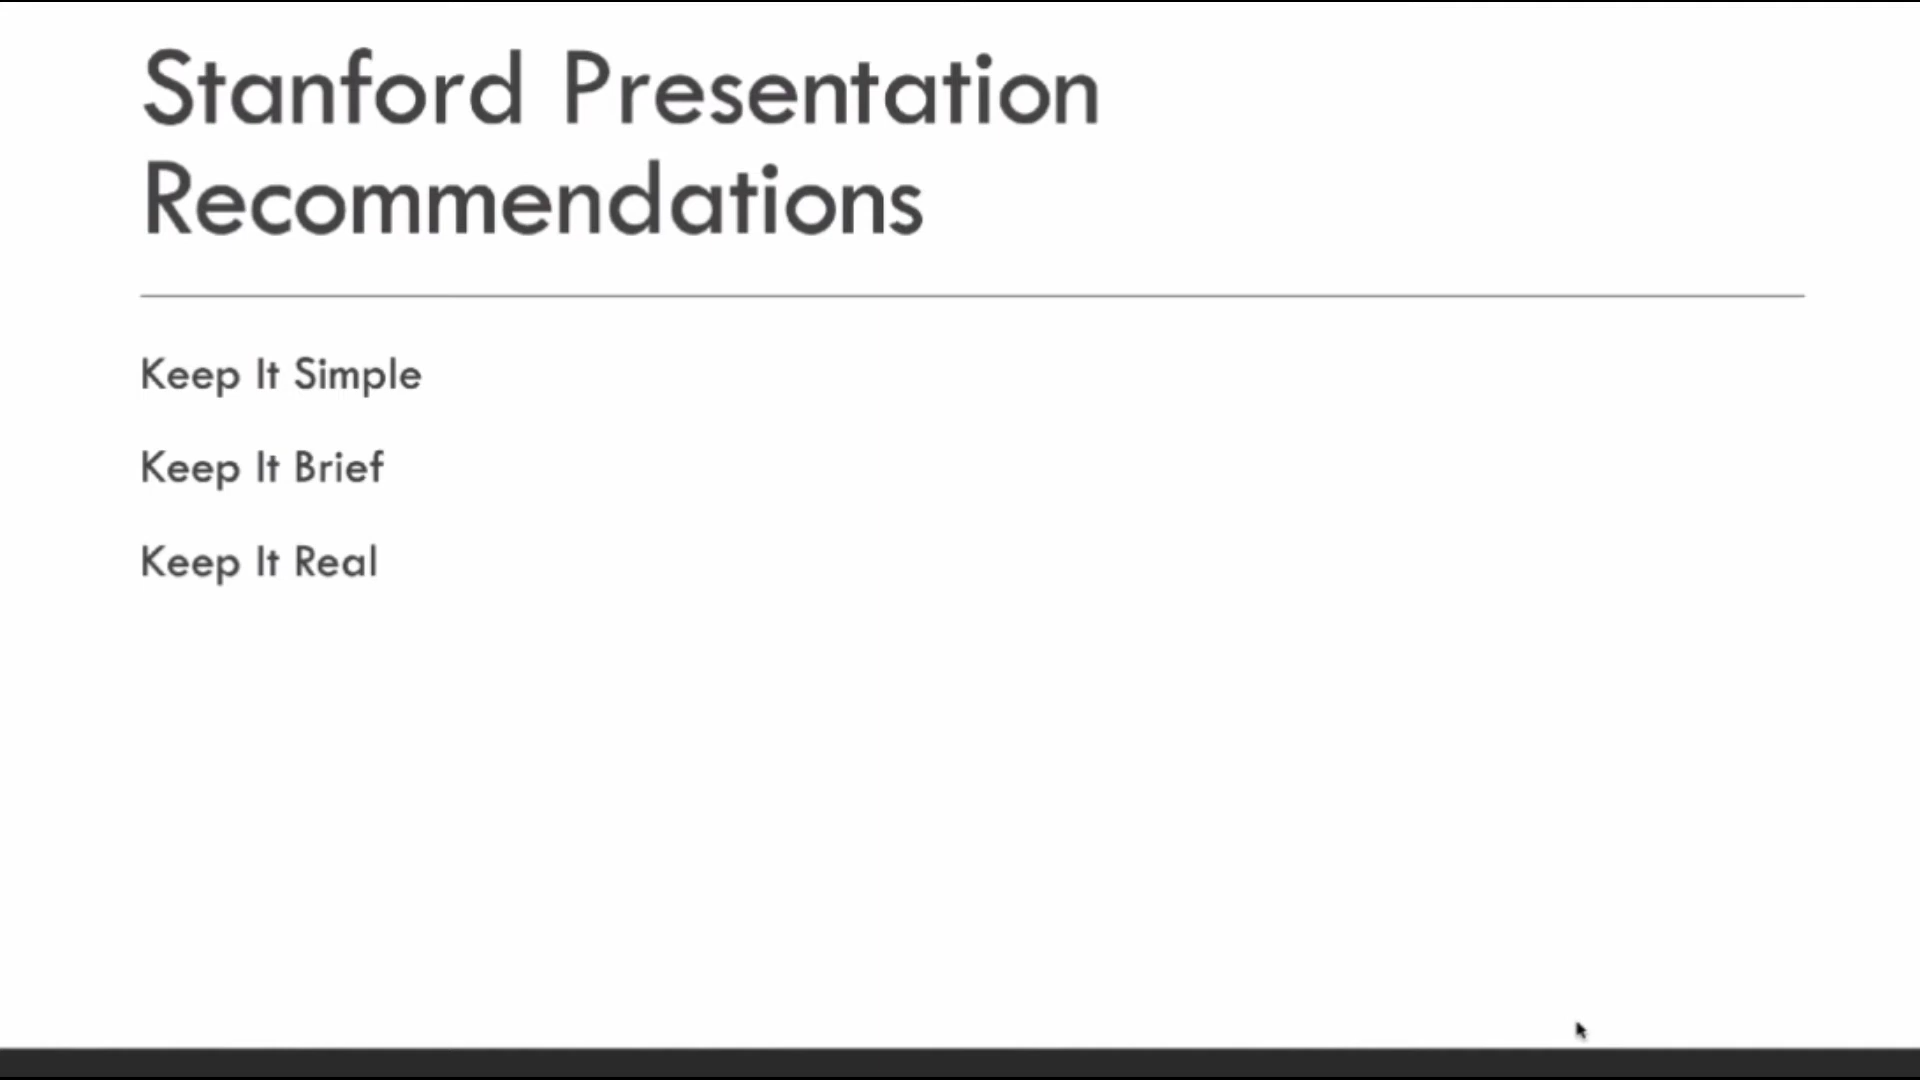 Stanford Presentation
Recommendations
Keep It Simple
Keep It Brief
Keep It Real